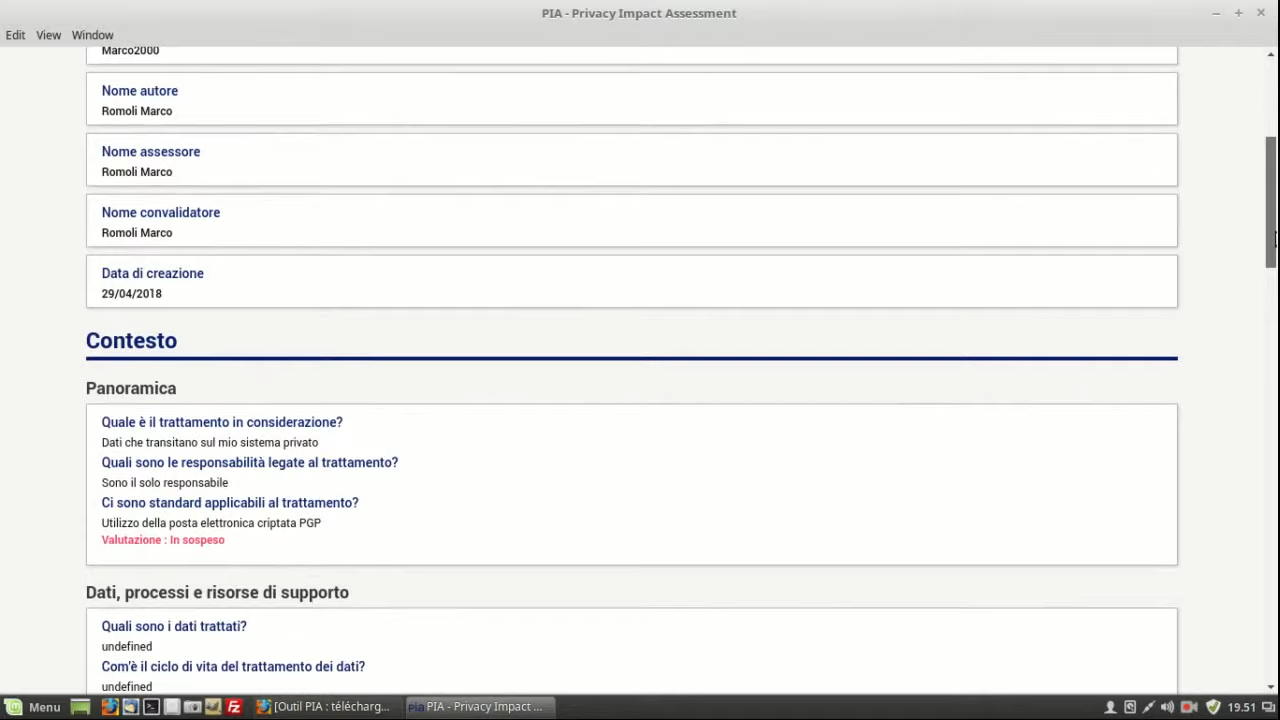 PIA - Privacy Impact Assessment
Edit View Window
Marco2000
Nome autore
Romoli Marco
Nome assessore
Romoli Marco
Nome convalidatore
Romoli Marco
Data di creazione
29/04/2018
Contesto
Panoramica
Quale è il trattamento in considerazione?
Dati che transitano sul mio sistema privato
Quali sono le responsabilità legate al trattamento?
Sono il solo responsabile
Ci sono standard applicabili al trattamento?
Utilizzo della posta elettronica criptata PGP
Valutazione : In sospeso
Dati, processi e risorse di supporto
Quali sono i dati trattati?
undefined
Com'è il ciclo di vita del trattamento dei dati?
undefined
Menu [Outil PIA : télécharg... PIA - Privacy Impact ... 19.51